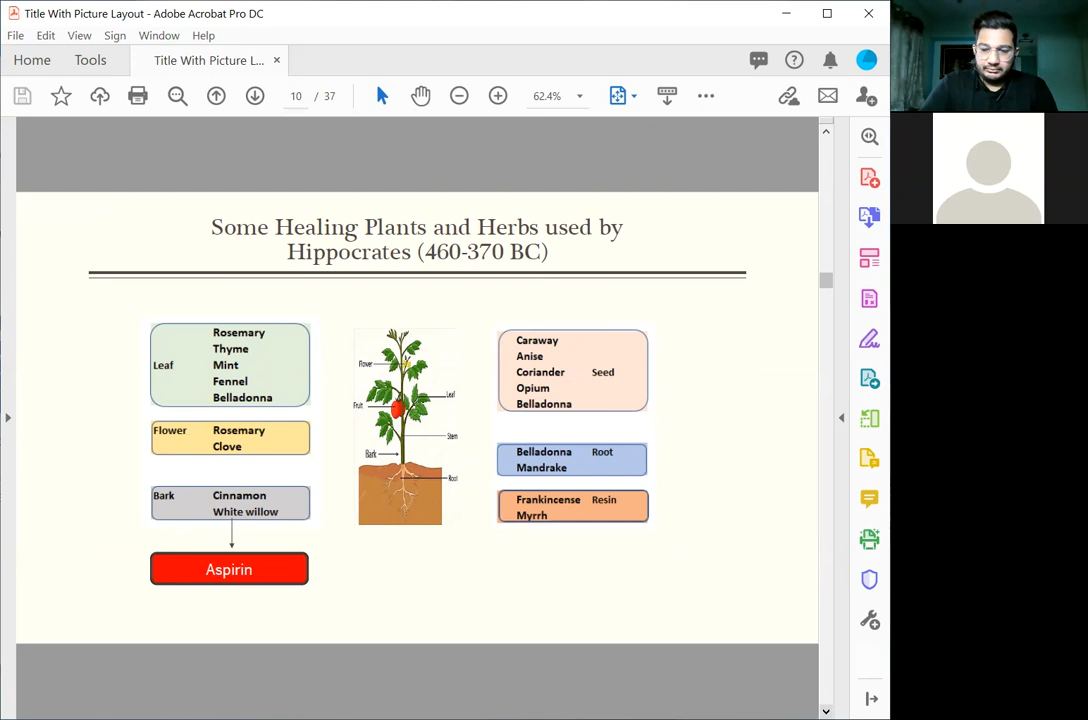 Title With Picture Layout - Adobe Acrobat Pro DC
File Edit View Sign Window Help
Home Tools Title With Picture L... ×
10 / 37 62.4%
Some Healing Plants and Herbs used by
Hippocrates (460-370 BC)
Leaf
Rosemary
Thyme
Mint
Fennel
Belladonna
Flower
Rosemary
Clove
Bark
Cinnamon
White willow
Aspirin
Flower
Leaf
Fruit
Stem
Bark
Root
Caraway
Anise
Coriander Seed
Opium
Belladonna
Belladonna Root
Mandrake
Frankincense Resin
Myrrh